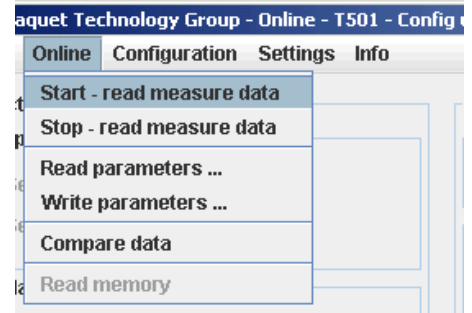 aquet Technology Group - Online - T501 - Config
Online Configuration Settings Info
Start - read measure data
Stop - read measure data
Read parameters ...
Write parameters ...
Compare data
Read memory